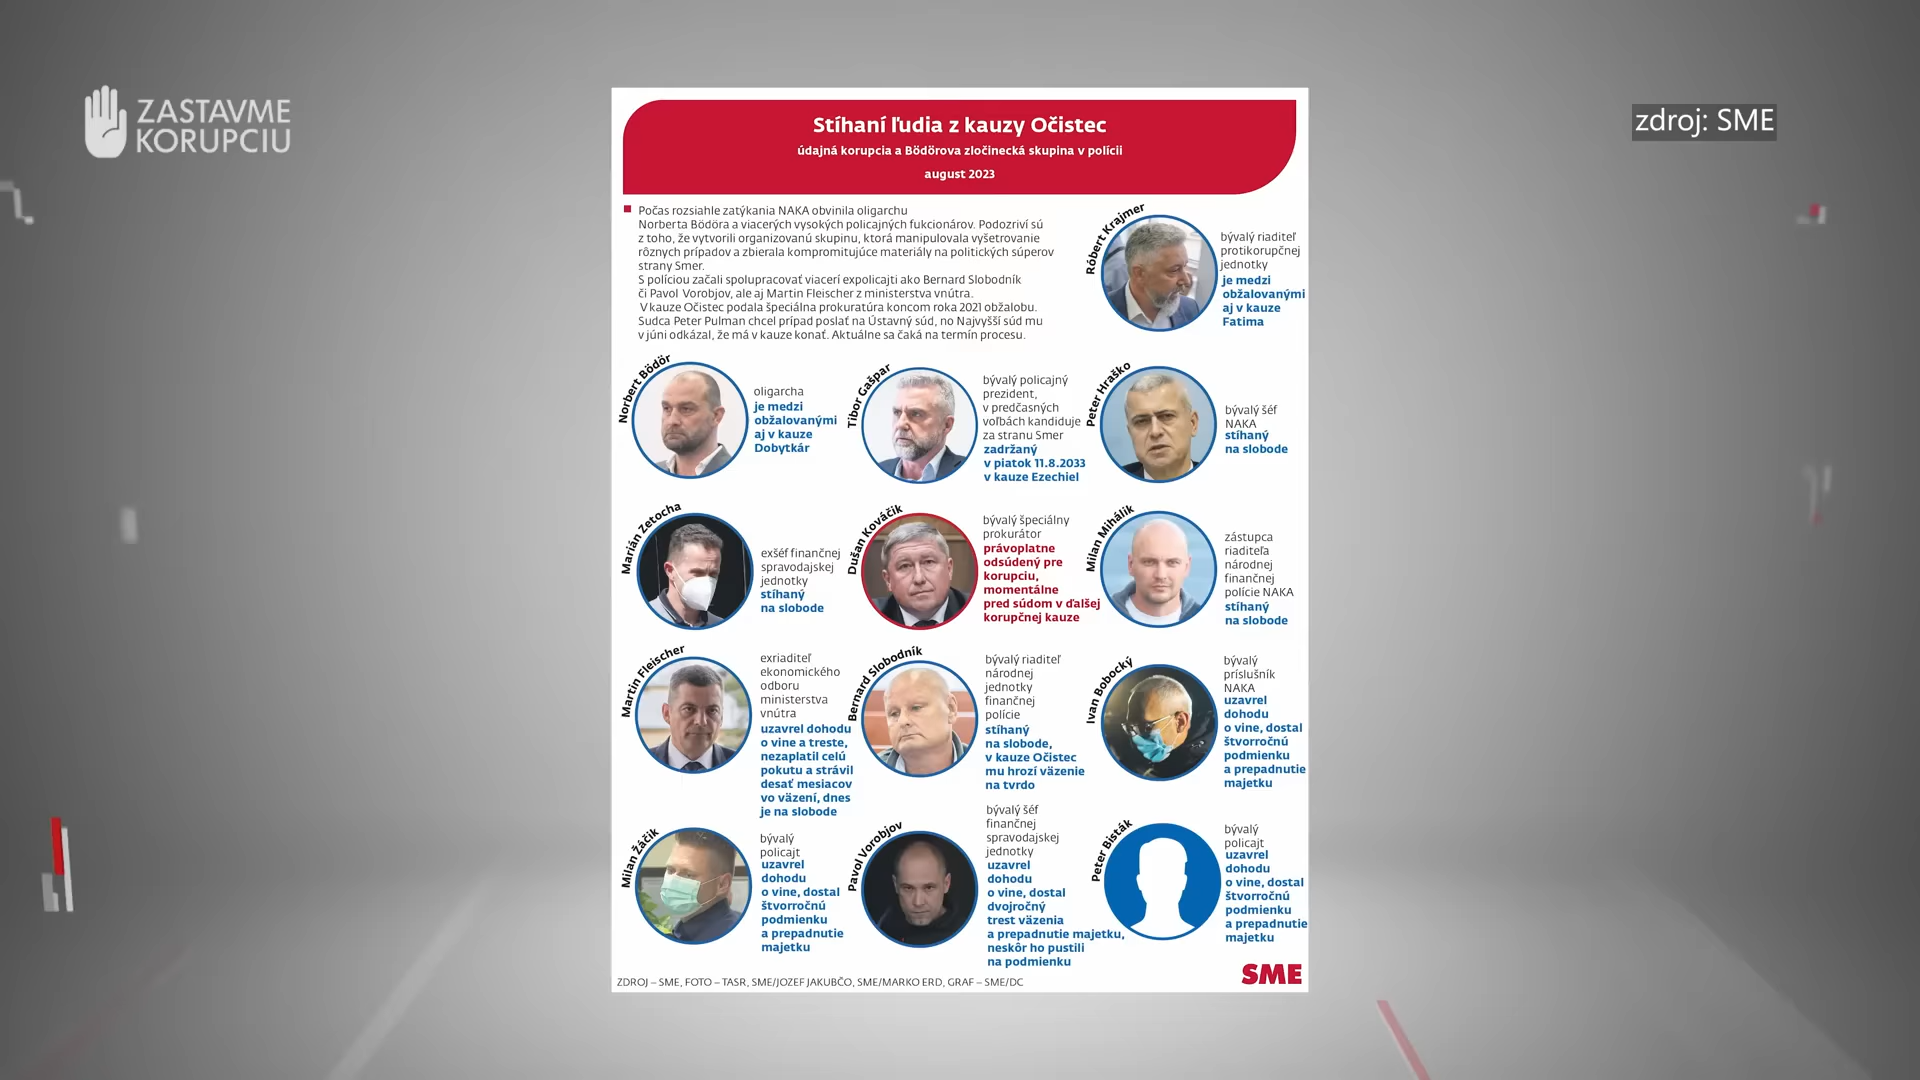 ZASTAVME
KORUPCIU
zdroj: SME
Stíhaní ľudia z kauzy Očistec
údajná korupcia a Bödörova zločinecká skupina v polícii
august 2023
Počas rozsiahle zatýkania NAKA obvinila oligarchu
Norberta Bödöra a viacerých vysokých policajných fukcionárov. Podozriví sú
z toho, že vytvorili organizovanú skupinu, ktorá manipulovala vyšetrovanie
rôznych prípadov a zbierala kompromitujúce materiály na politických súperov
strany Smer.
S políciou začali spolupracovať viacerí expolicajti ako Bernard Slobodník
či Pavol Vorobjov, ale aj Martin Fleischer z ministerstva vnútra.
V kauze Očistec podala špeciálna prokuratúra koncom roka 2021 obžalobu.
Sudca Peter Pulman chcel prípad poslať na Ústavný súd, no Najvyšší súd mu
v júni odkázal, že má v kauze konať. Aktuálne sa čaká na termín procesu.
Róbert Krajmer
bývalý riaditeľ
protikorupčnej
jednotky
je medzi
obžalovanými
aj v kauze
Fatima
Norbert Bödör
oligarcha
je medzi
obžalovanými
aj v kauze
Dobytkár
Tibor Gašpar
bývalý policajný
prezident,
v predčasných
voľbách kandiduje
za stranu Smer
zadržaný
v piatok 11.8.2033
v kauze Ezechiel
Peter Hraško
bývalý šéf
NAKA
stíhaný
na slobode
Marián Zetocha
exšéf finančnej
spravodajskej
jednotky
stíhaný
na slobode
Dušan Kováčik
bývalý špeciálny
prokurátor
právoplatne
odsúdený pre
korupciu,
momentálne
pred súdom v ďalšej
korupčnej kauze
Milan Mihálik
zástupca
riaditeľa
národnej
finančnej
polície NAKA
stíhaný
na slobode
Martin Fleischer
exriaditeľ
ekonomického
odboru
ministerstva
vnútra
uzavrel dohodu
o vine a treste,
nezaplatil celú
pokutu a strávil
desať mesiacov
vo väzení, dnes
je na slobode
Bernard Slobodník
bývalý riaditeľ
národnej
jednotky
finančnej
polície
stíhaný
na slobode,
v kauze Očistec
mu hrozí väzenie
na tvrdo
Ivan Bobocký
bývalý
príslušník
NAKA
uzavrel
dohodu
o vine, dostal
štvorročnú
podmienku
a prepadnutie
majetku
Milan Žáčik
bývalý
policajt
uzavrel
dohodu
o vine, dostal
štvorročnú
podmienku
a prepadnutie
majetku
Pavol Vorobjov
bývalý šéf
finančnej
spravodajskej
jednotky
uzavrel
dohodu
o vine, dostal
dvojročný
trest väzenia
a prepadnutie majetku,
neskôr ho pustili
na podmienku
Peter Bisták
bývalý
policajt
uzavrel
dohodu
o vine, dostal
štvorročnú
podmienku
a prepadnutie
majetku
ZDROJ – SME, FOTO – TASR, SME/JOZEF JAKUBČO, SME/MARKO ERD, GRAF – SME/DC
SME